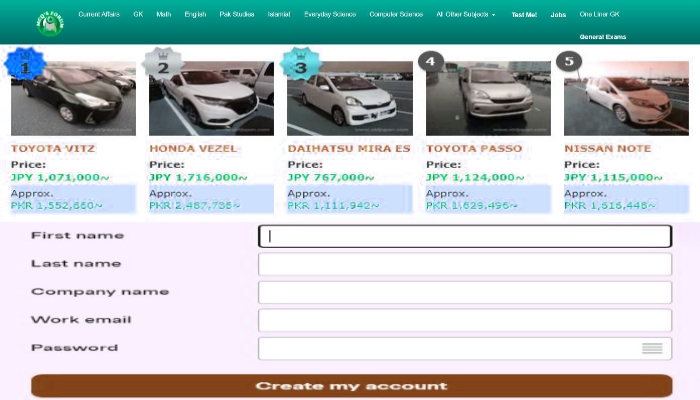 MCQ'S FORUM
Current Affairs GK Math English Pak Studies Islamiat Everyday Science Computer Science All Other Subjects Test Me! Jobs One Liner GK
General Exams
1 2 3 4 5
TOYOTA VITZ HONDA VEZEL DAIHATSU MIRA ES TOYOTA PASSO NISSAN NOTE
Price: Price: Price: Price: Price:
JPY 1,071,000~ JPY 1,716,000~ JPY 767,000~ JPY 1,124,000~ JPY 1,115,000~
Approx. Approx. Approx. Approx. Approx.
PKR 1,552,660~ PKR 2,487,738~ PKR 1,111,942~ PKR 1,629,496~ PKR 1,616,448~
First name
Last name
Company name
Work email
Password
Create my account